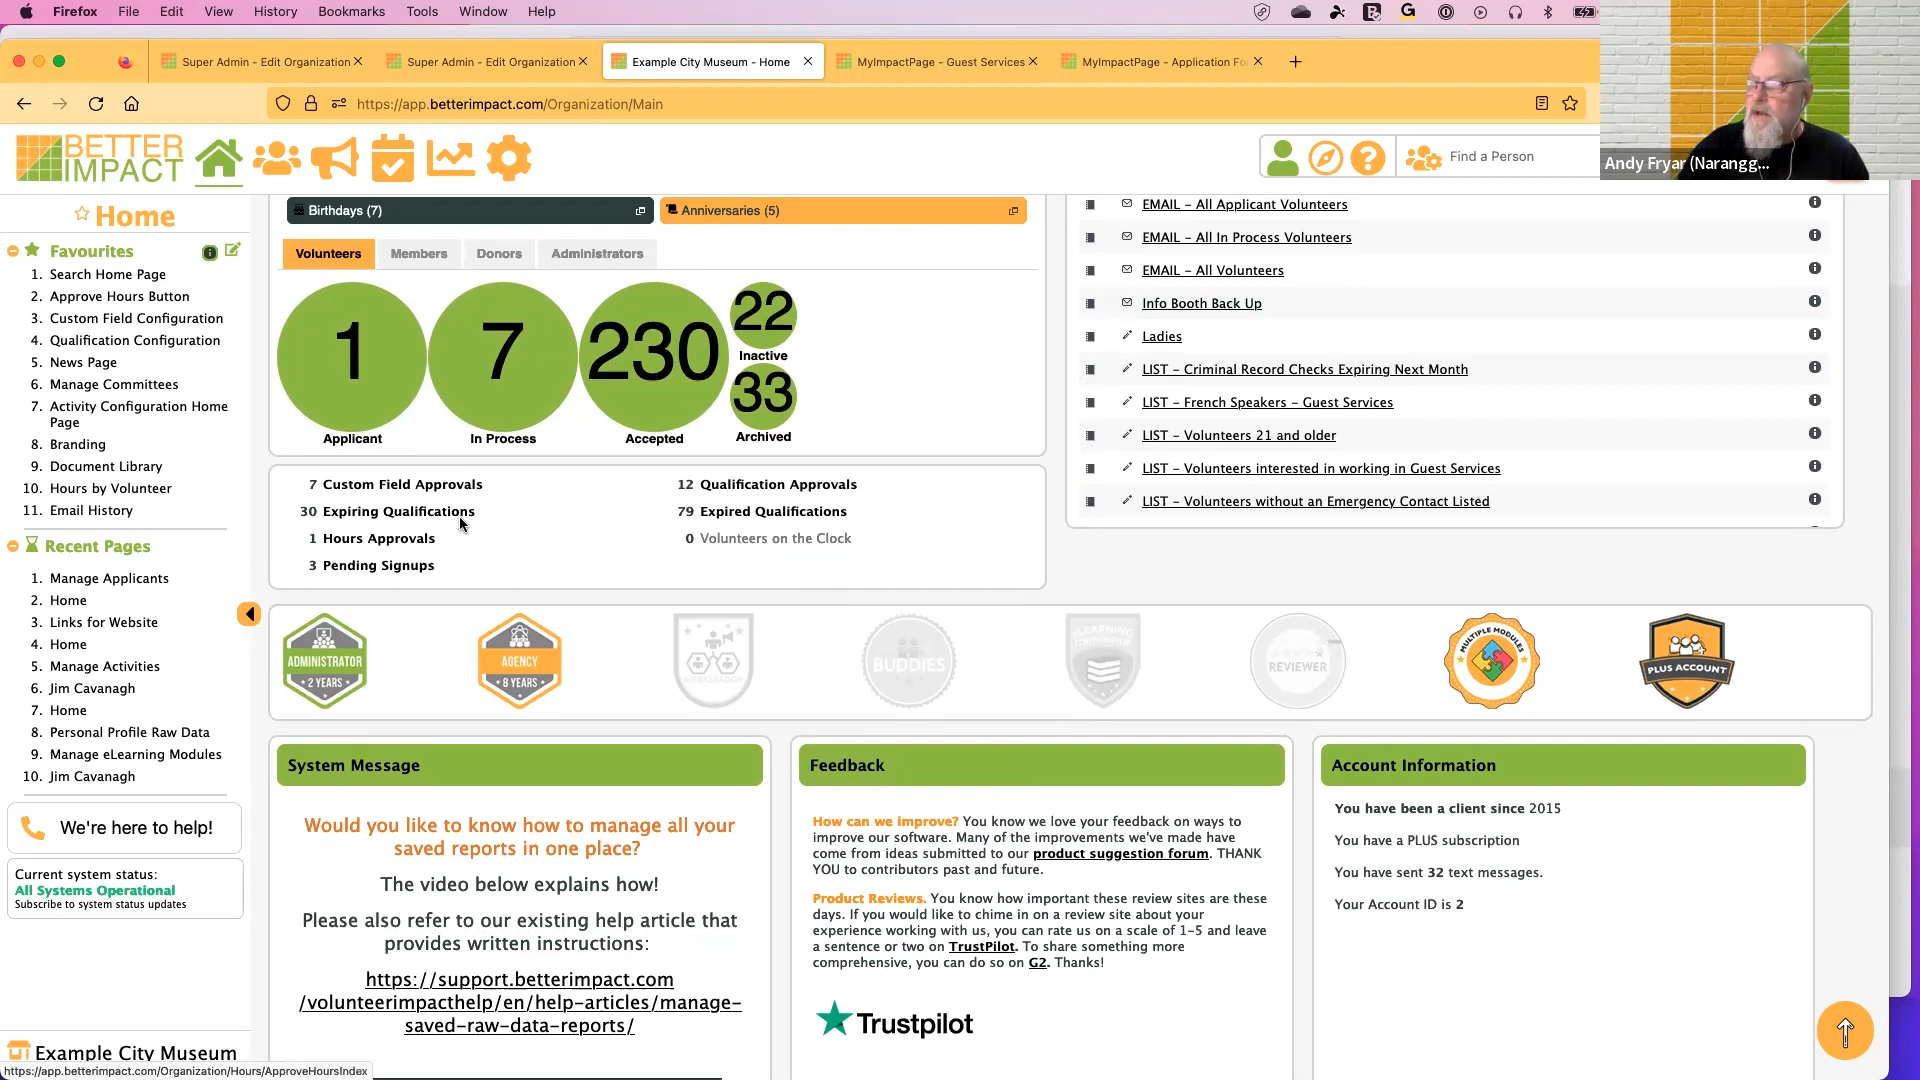 Firefox File Edit View History Bookmarks Tools Window Help
Super Admin - Edit Organization
Super Admin - Edit Organization
Example City Museum - Home
MyImpactPage - Guest Services
MyImpactPage - Application Fo
https://app.betterimpact.com/Organization/Main
BETTER IMPACT
Find a Person
Andy Fryar (Narangg...
Home
Favourites
1. Search Home Page
2. Approve Hours Button
3. Custom Field Configuration
4. Qualification Configuration
5. News Page
6. Manage Committees
7. Activity Configuration Home
Page
8. Branding
9. Document Library
10. Hours by Volunteer
11. Email History
Recent Pages
1. Manage Applicants
2. Home
3. Links for Website
4. Home
5. Manage Activities
6. Jim Cavanagh
7. Home
8. Personal Profile Raw Data
9. Manage eLearning Modules
10. Jim Cavanagh
We're here to help!
Current system status:
All Systems Operational
Subscribe to system status updates
Example City Museum
https://app.betterimpact.com/Organization/Hours/ApproveHoursIndex
Birthdays (7)
Anniversaries (5)
Volunteers Members Donors Administrators
1
Applicant
7
In Process
230
Accepted
22
Inactive
33
Archived
7 Custom Field Approvals
12 Qualification Approvals
30 Expiring Qualifications
79 Expired Qualifications
1 Hours Approvals
0 Volunteers on the Clock
3 Pending Signups
EMAIL - All Applicant Volunteers
EMAIL - All In Process Volunteers
EMAIL - All Volunteers
Info Booth Back Up
Ladies
LIST - Criminal Record Checks Expiring Next Month
LIST - French Speakers - Guest Services
LIST - Volunteers 21 and older
LIST - Volunteers interested in working in Guest Services
LIST - Volunteers without an Emergency Contact Listed
ADMINISTRATOR
2 YEARS
AGENCY
8 YEARS
BUDDIES
REVIEWER
MULTIPLE MODULES
PLUS ACCOUNT
System Message
Would you like to know how to manage all your
saved reports in one place?
The video below explains how!
Please also refer to our existing help article that
provides written instructions:
https://support.betterimpact.com
/volunteerimpacthelp/en/help-articles/manage-
saved-raw-data-reports/
Feedback
How can we improve? You know we love your feedback on ways to
improve our software. Many of the improvements we've made have
come from ideas submitted to our product suggestion forum. THANK
YOU to contributors past and future.
Product Reviews. You know how important these review sites are these
days. If you would like to chime in on a review site about your
experience working with us, you can rate us on a scale of 1-5 and leave
a sentence or two on TrustPilot. To share something more
comprehensive, you can do so on G2. Thanks!
Trustpilot
Account Information
You have been a client since 2015
You have a PLUS subscription
You have sent 32 text messages.
Your Account ID is 2